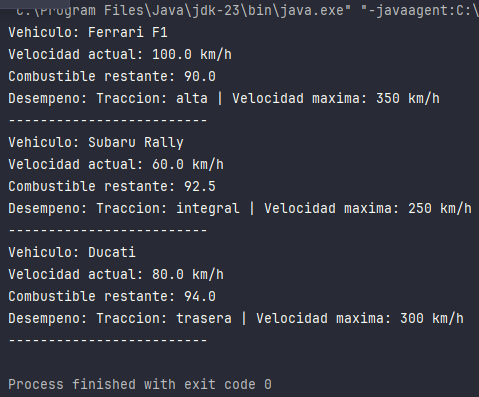 C:\Program Files\Java\jdk-23\bin\java.exe" "-javaagent:C:\
Vehiculo: Ferrari F1
Velocidad actual: 100.0 km/h
Combustible restante: 90.0
Desempeno: Traccion: alta | Velocidad maxima: 350 km/h
-------------------------
Vehiculo: Subaru Rally
Velocidad actual: 60.0 km/h
Combustible restante: 92.5
Desempeno: Traccion: integral | Velocidad maxima: 250 km/h
-------------------------
Vehiculo: Ducati
Velocidad actual: 80.0 km/h
Combustible restante: 94.0
Desempeno: Traccion: trasera | Velocidad maxima: 300 km/h
-------------------------
Process finished with exit code 0